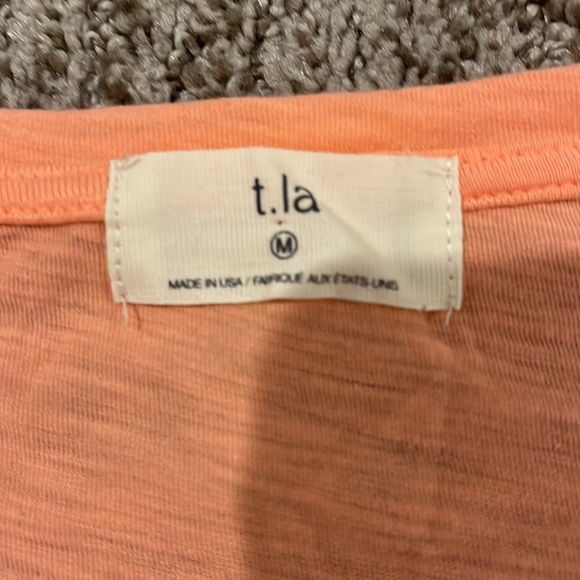 t.la
M
MADE IN USA / FABRIQUÉ AUX ÉTATS-UNIS